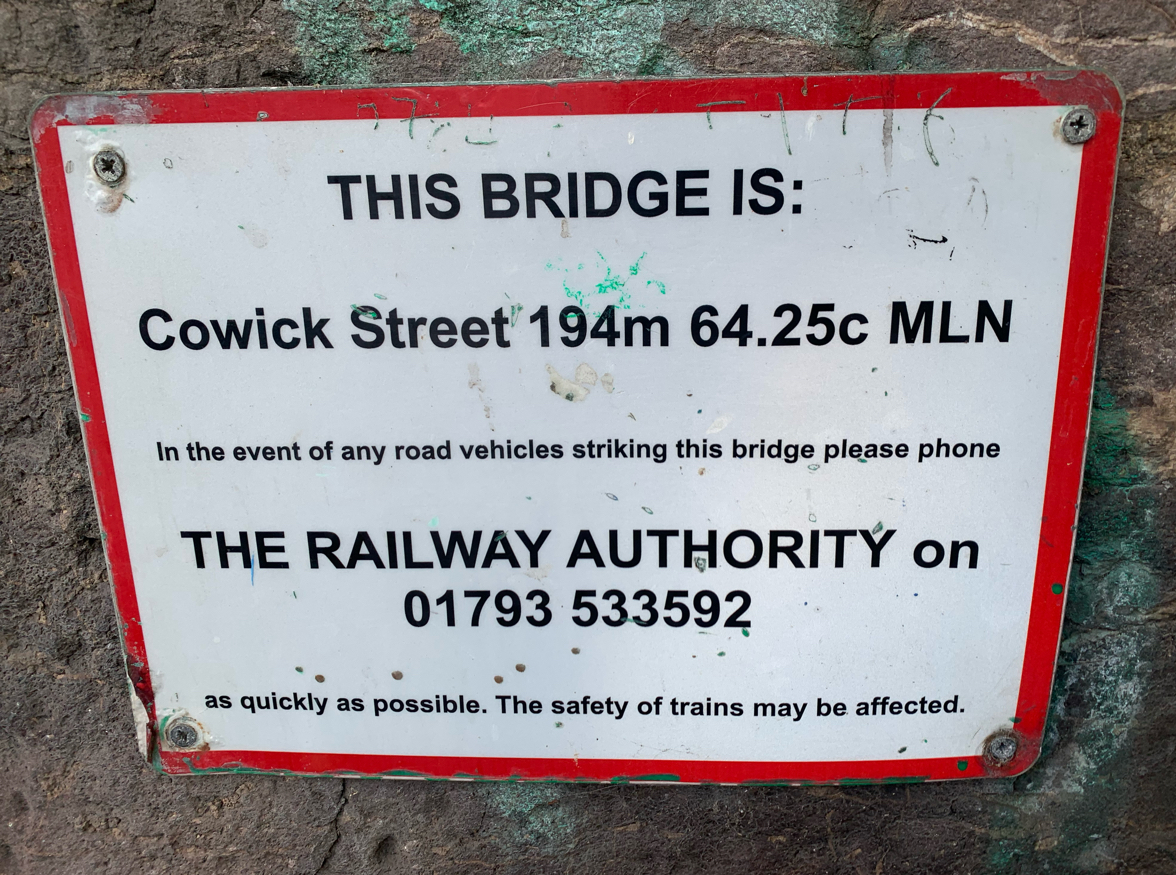 THIS BRIDGE IS:
Cowick Street 194m 64.25c MLN
In the event of any road vehicles striking this bridge please phone
THE RAILWAY AUTHORITY on
01793 533592
as quickly as possible. The safety of trains may be affected.